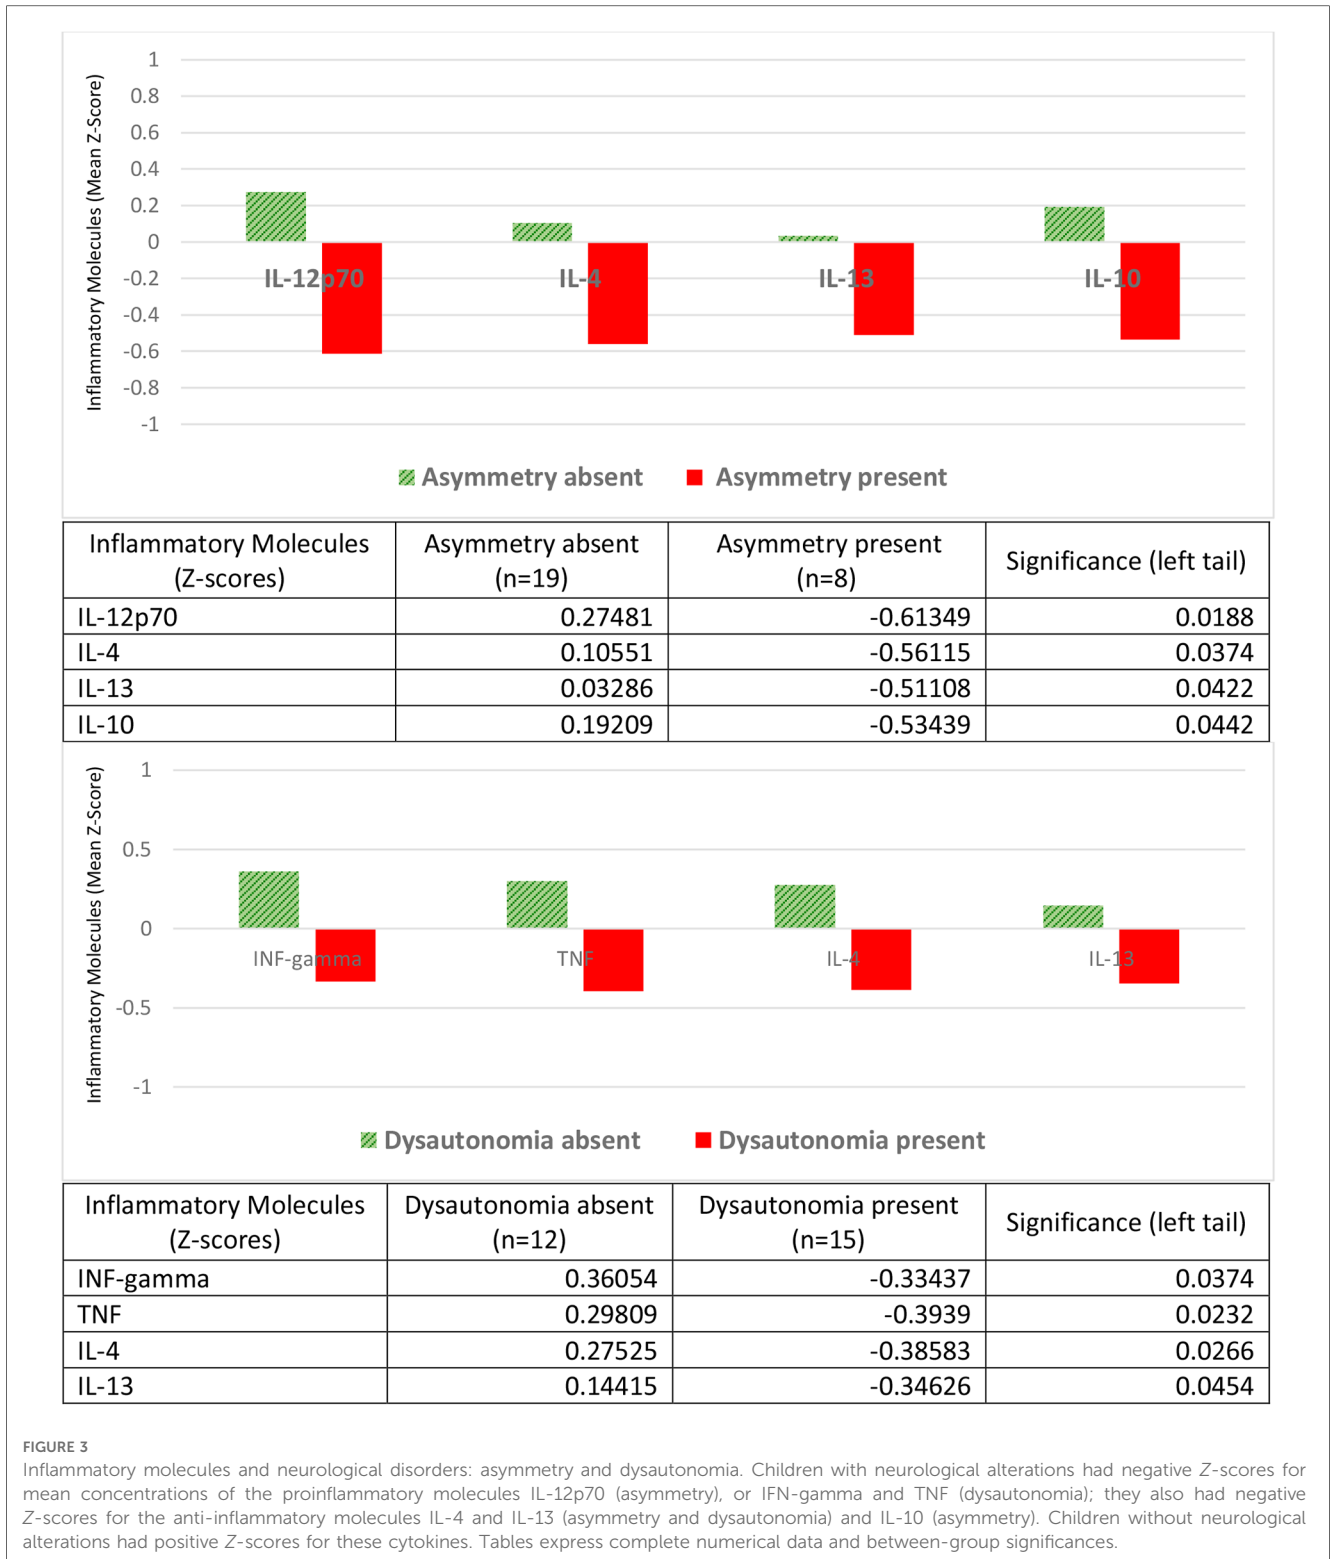 Inflammatory Molecules (Mean Z-Score)
1
0.8
0.6
0.4
0.2
0
-0.2
-0.4
-0.6
-0.8
-1
IL-12p70 IL-4 IL-13 IL-10
Asymmetry absent Asymmetry present
Inflammatory Molecules (Z-scores) Asymmetry absent (n=19) Asymmetry present (n=8) Significance (left tail)
IL-12p70 0.27481 -0.61349 0.0188
IL-4 0.10551 -0.56115 0.0374
IL-13 0.03286 -0.51108 0.0422
IL-10 0.19209 -0.53439 0.0442
Inflammatory Molecules (Mean Z-Score)
1
0.5
0
-0.5
-1
INF-gamma TNF IL-4 IL-13
Dysautonomia absent Dysautonomia present
Inflammatory Molecules (Z-scores) Dysautonomia absent (n=12) Dysautonomia present (n=15) Significance (left tail)
INF-gamma 0.36054 -0.33437 0.0374
TNF 0.29809 -0.3939 0.0232
IL-4 0.27525 -0.38583 0.0266
IL-13 0.14415 -0.34626 0.0454
FIGURE 3
Inflammatory molecules and neurological disorders: asymmetry and dysautonomia. Children with neurological alterations had negative Z-scores for
mean concentrations of the proinflammatory molecules IL-12p70 (asymmetry), or IFN-gamma and TNF (dysautonomia); they also had negative
Z-scores for the anti-inflammatory molecules IL-4 and IL-13 (asymmetry and dysautonomia) and IL-10 (asymmetry). Children without neurological
alterations had positive Z-scores for these cytokines. Tables express complete numerical data and between-group significances.